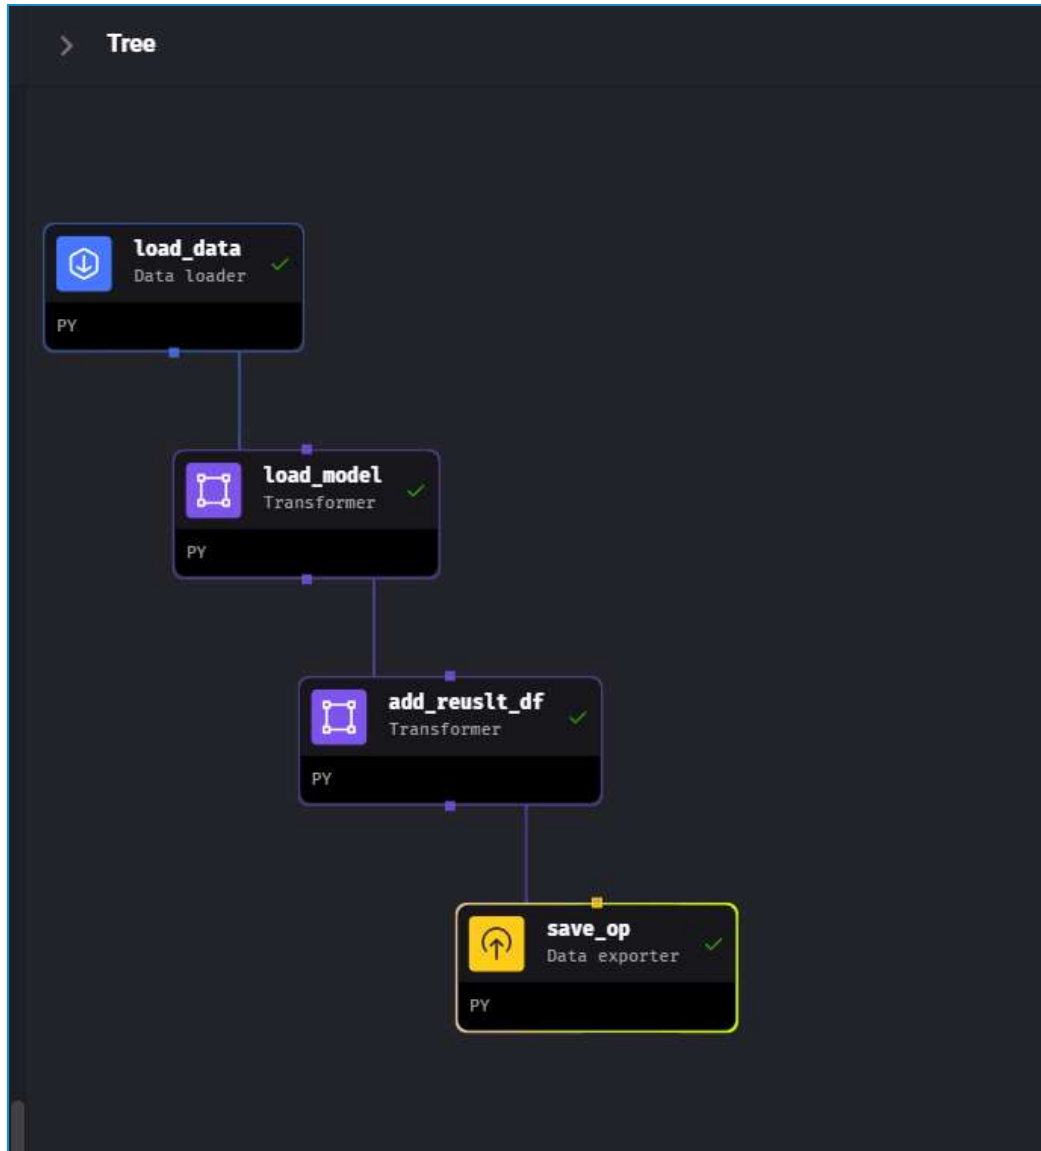 Tree
load_data
Data loader
PY
load_model
Transformer
PY
add_reuslt_df
Transformer
PY
save_op
Data exporter
PY